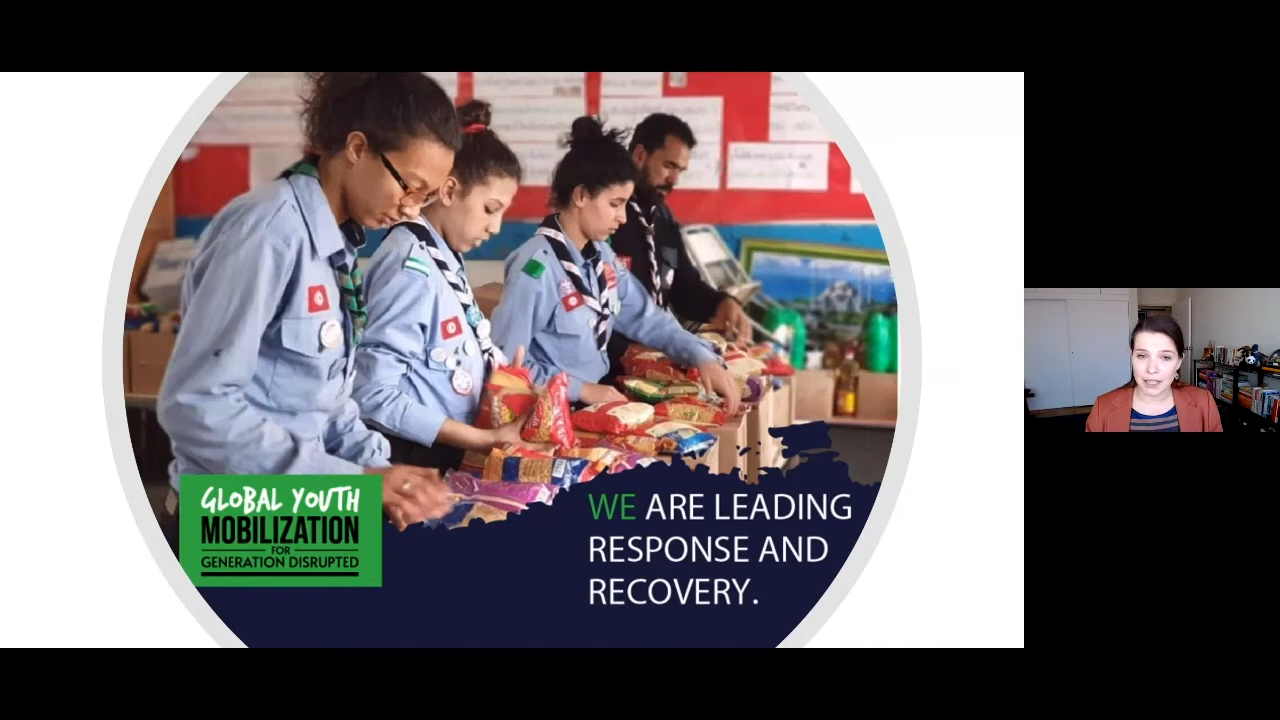 GLOBAL YOUTH
MOBILIZATION
FOR
GENERATION DISRUPTED
WE ARE LEADING
RESPONSE AND
RECOVERY.